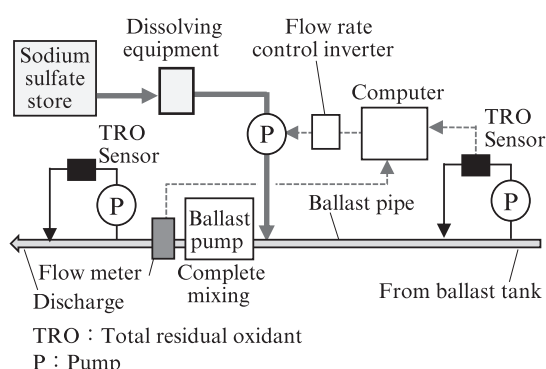 Dissolving
equipment
Flow rate
control inverter
Sodium
sulfate
store
Computer
TRO
Sensor
TRO
Sensor
P
P
P
Ballast
pump
Ballast pipe
Flow meter
Complete
mixing
Discharge
From ballast tank
TRO : Total residual oxidant
P : Pump